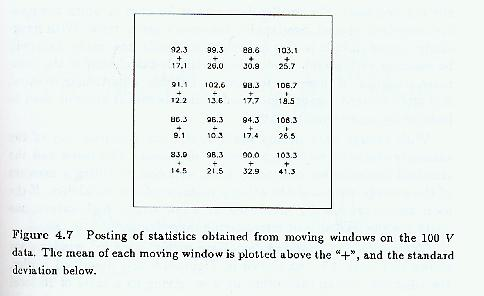 92.3 99.3 88.6 103.1
+ + + +
17.1 26.0 30.9 25.7
91.1 102.6 98.3 106.7
+ + + +
12.2 13.6 17.7 18.5
86.3 96.3 94.3 108.3
+ + + +
9.1 10.3 17.4 26.5
83.9 98.3 90.0 103.3
+ + + +
14.5 21.5 32.9 41.3
Figure 4.7 Posting of statistics obtained from moving windows on the 100 V
data. The mean of each moving window is plotted above the "+", and the standard
deviation below.